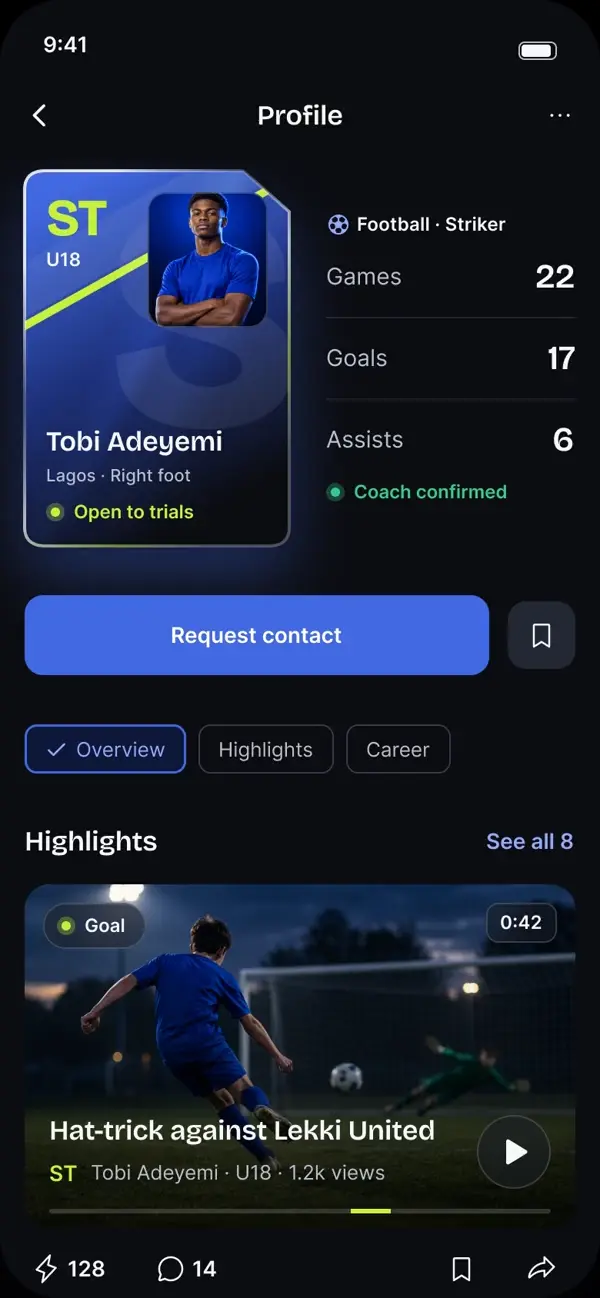 9:41
Profile
ST
U18
Tobi Adeyemi
Lagos · Right foot
Open to trials
Football · Striker
Games 22
Goals 17
Assists 6
Coach confirmed
Request contact
Overview Highlights Career
Highlights See all 8
Goal 0:42
Hat-trick against Lekki United
ST Tobi Adeyemi · U18 · 1.2k views
128 14